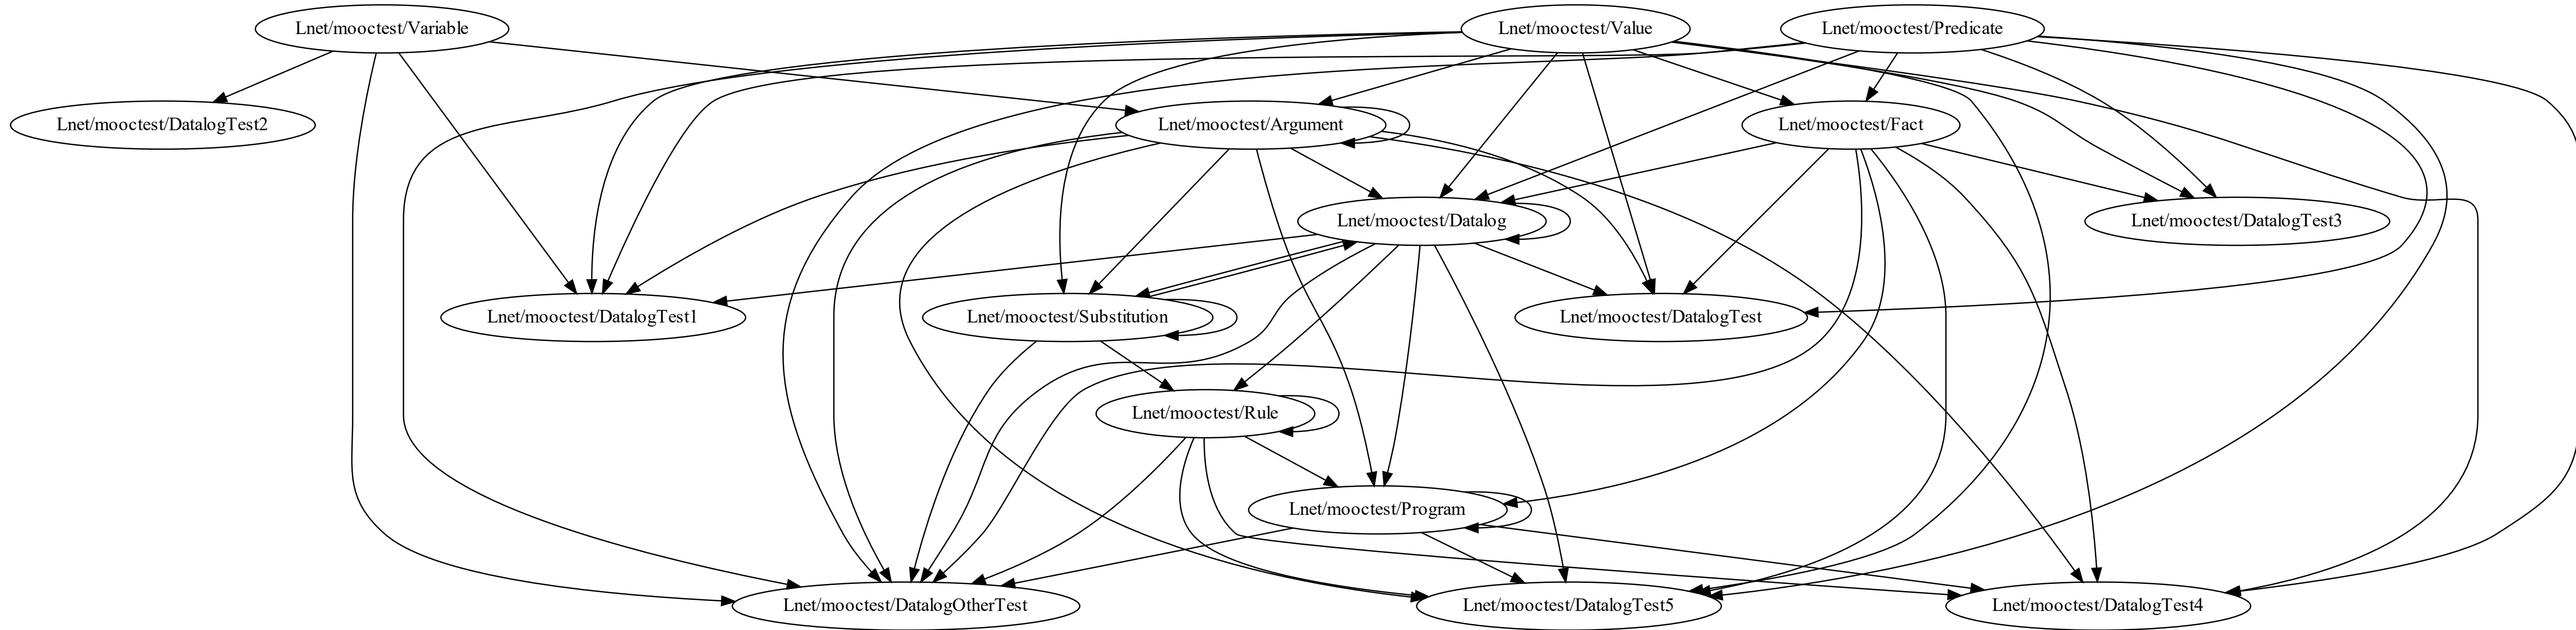 Lnet/mooctest/Variable
Lnet/mooctest/Value
Lnet/mooctest/Predicate
Lnet/mooctest/DatalogTest2
Lnet/mooctest/Argument
Lnet/mooctest/Fact
Lnet/mooctest/Datalog
Lnet/mooctest/DatalogTest3
Lnet/mooctest/DatalogTest1
Lnet/mooctest/Substitution
Lnet/mooctest/DatalogTest
Lnet/mooctest/Rule
Lnet/mooctest/Program
Lnet/mooctest/DatalogOtherTest
Lnet/mooctest/DatalogTest5
Lnet/mooctest/DatalogTest4